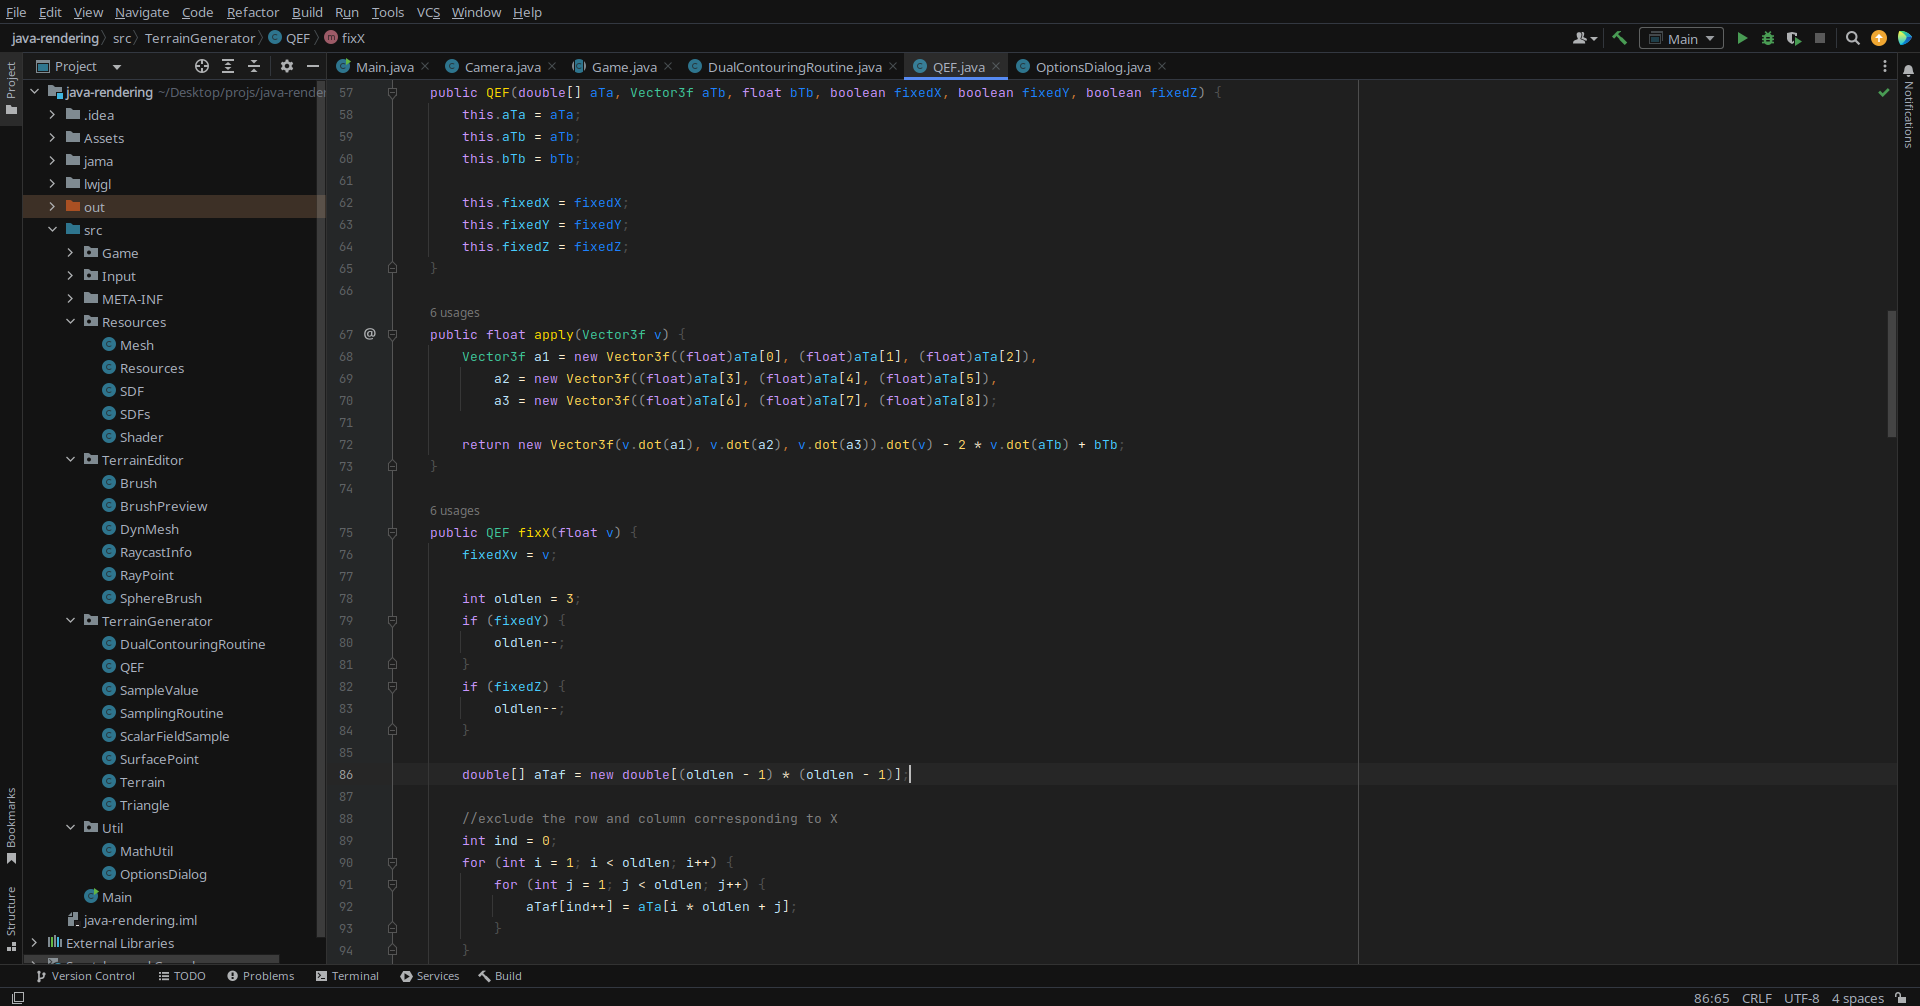 File Edit View Navigate Code Refactor Build Run Tools VCS Window Help
java-rendering src TerrainGenerator QEF fixX
Main
Project
Main.java Camera.java Game.java DualContouringRoutine.java QEF.java OptionsDialog.java
Project
Bookmarks
Structure
java-rendering ~/Desktop/projs/java-render
.idea
Assets
jama
lwjgl
out
src
Game
Input
META-INF
Resources
Mesh
Resources
SDF
SDFs
Shader
TerrainEditor
Brush
BrushPreview
DynMesh
RaycastInfo
RayPoint
SphereBrush
TerrainGenerator
DualContouringRoutine
QEF
SampleValue
SamplingRoutine
ScalarFieldSample
SurfacePoint
Terrain
Triangle
Util
MathUtil
OptionsDialog
Main
java-rendering.iml
External Libraries
57 public QEF(double[] aTa, Vector3f aTb, float bTb, boolean fixedX, boolean fixedY, boolean fixedZ) {
58 this.aTa = aTa;
59 this.aTb = aTb;
60 this.bTb = bTb;
61
62 this.fixedX = fixedX;
63 this.fixedY = fixedY;
64 this.fixedZ = fixedZ;
65 }
66
6 usages
67 @ public float apply(Vector3f v) {
68 Vector3f a1 = new Vector3f((float)aTa[0], (float)aTa[1], (float)aTa[2]),
69 a2 = new Vector3f((float)aTa[3], (float)aTa[4], (float)aTa[5]),
70 a3 = new Vector3f((float)aTa[6], (float)aTa[7], (float)aTa[8]);
71
72 return new Vector3f(v.dot(a1), v.dot(a2), v.dot(a3)).dot(v) - 2 * v.dot(aTb) + bTb;
73 }
74
6 usages
75 public QEF fixX(float v) {
76 fixedXv = v;
77
78 int oldlen = 3;
79 if (fixedY) {
80 oldlen--;
81 }
82 if (fixedZ) {
83 oldlen--;
84 }
85
86 double[] aTaf = new double[(oldlen - 1) * (oldlen - 1)];
87
88 //exclude the row and column corresponding to X
89 int ind = 0;
90 for (int i = 1; i < oldlen; i++) {
91 for (int j = 1; j < oldlen; j++) {
92 aTaf[ind++] = aTa[i * oldlen + j];
93 }
94 }
Notifications
Version Control TODO Problems Terminal Services Build
86:65 CRLF UTF-8 4 spaces